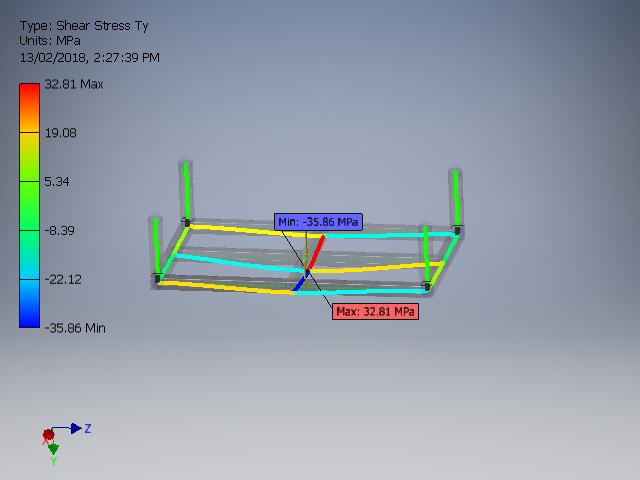 Type: Shear Stress Ty
Units: MPa
13/02/2018, 2:27:39 PM
32.81 Max
19.08
5.34
-8.39
-22.12
-35.86 Min
Min: -35.86 MPa
Max: 32.81 MPa
Z
X
Y